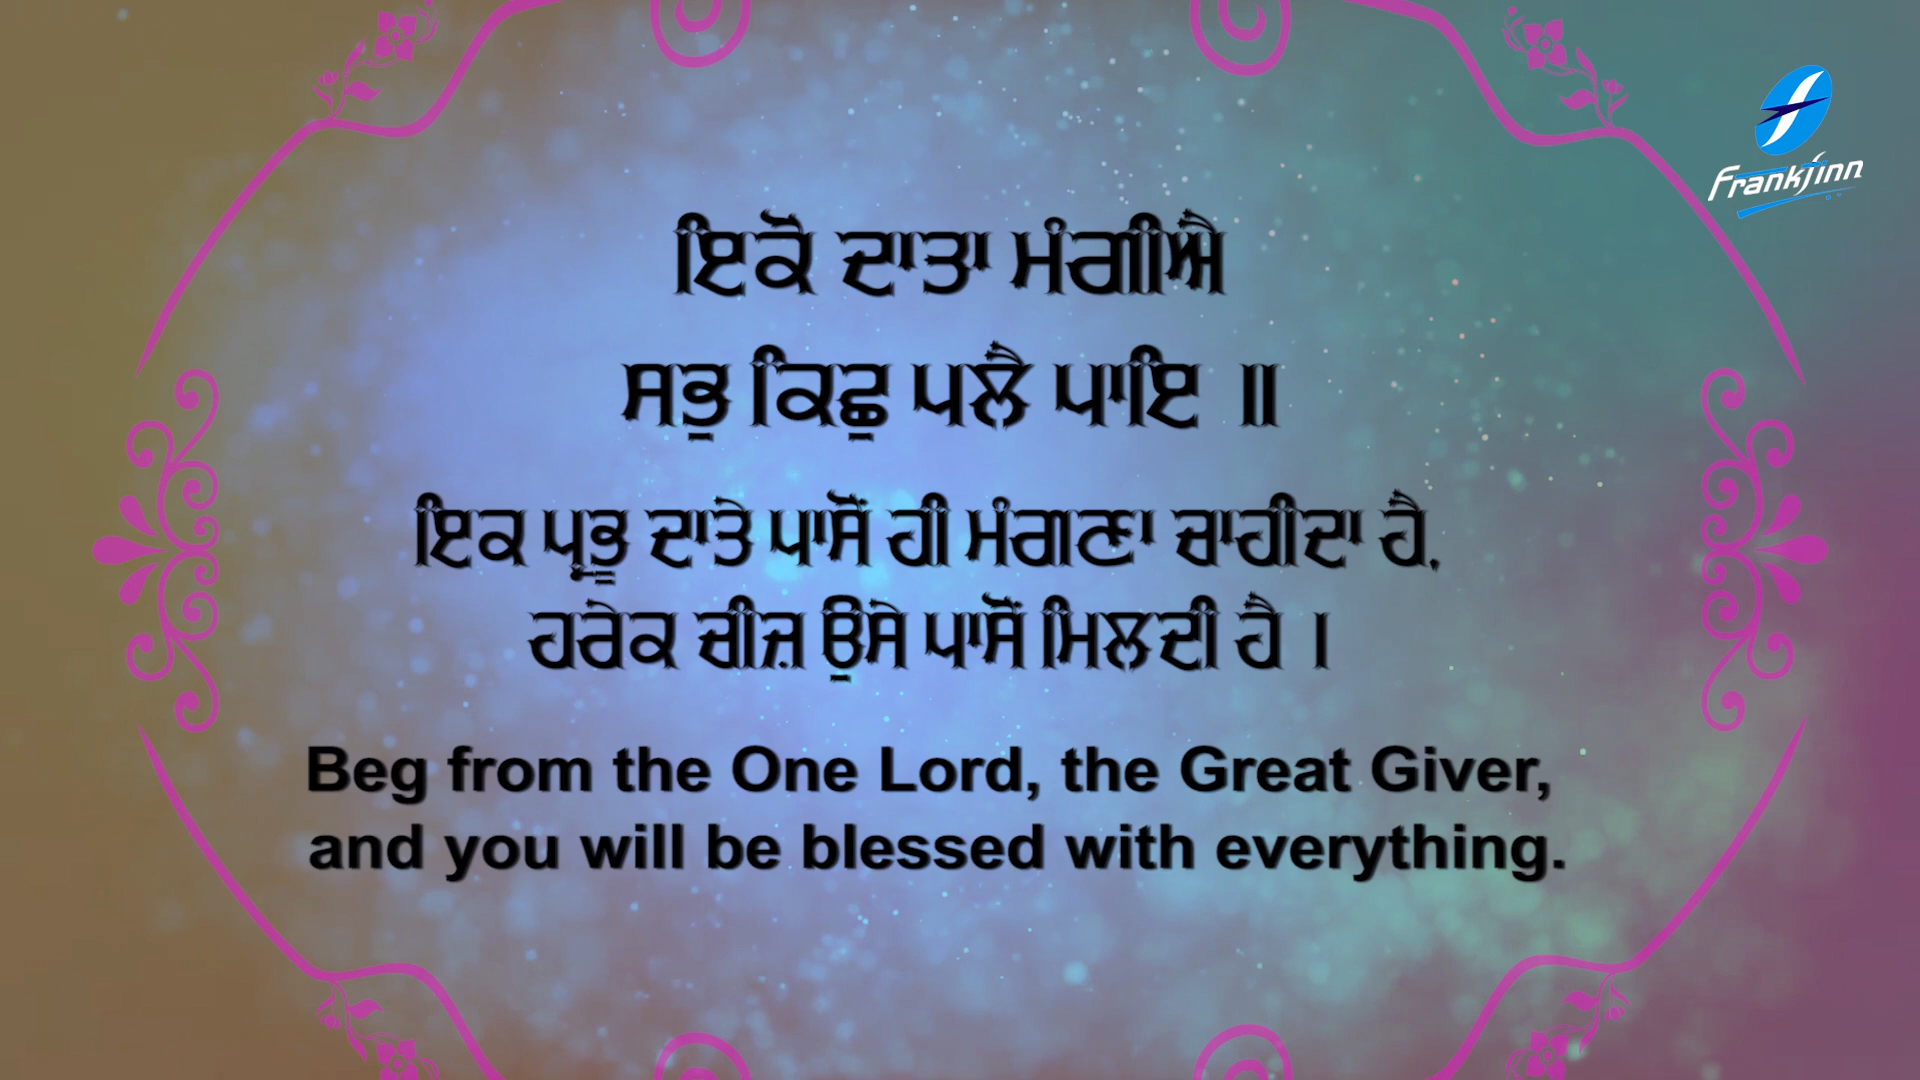 Frankfinn
ਇਕੋ ਦਾਤਾ ਮੰਗੀਐ
ਸਭੁ ਕਿਛੁ ਪਲੈ ਪਾਇ ॥
ਇਕ ਪ੍ਰਭੂ ਦਾਤੇ ਪਾਸੋਂ ਹੀ ਮੰਗਣਾ ਚਾਹੀਦਾ ਹੈ,
ਹਰੇਕ ਚੀਜ਼ ਉਸੇ ਪਾਸੋਂ ਮਿਲਦੀ ਹੈ ।
Beg from the One Lord, the Great Giver,
and you will be blessed with everything.